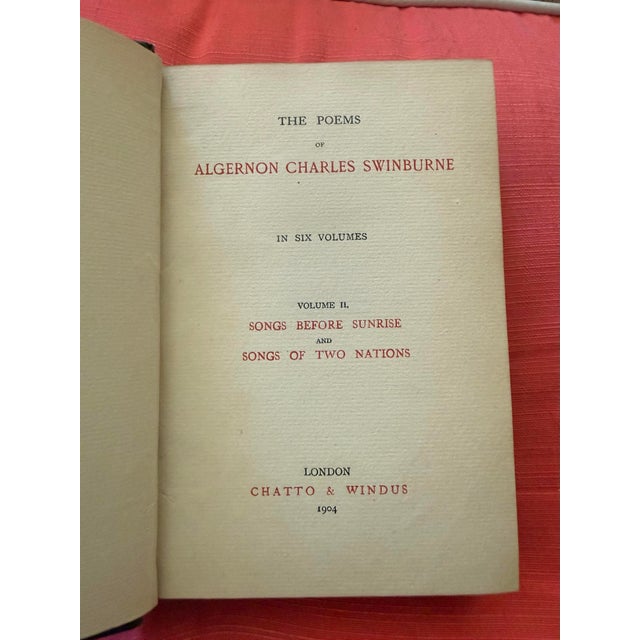 THE POEMS
OF
ALGERNON CHARLES SWINBURNE
IN SIX VOLUMES
VOLUME II.
SONGS BEFORE SUNRISE
AND
SONGS OF TWO NATIONS
LONDON
CHATTO & WINDUS
1904